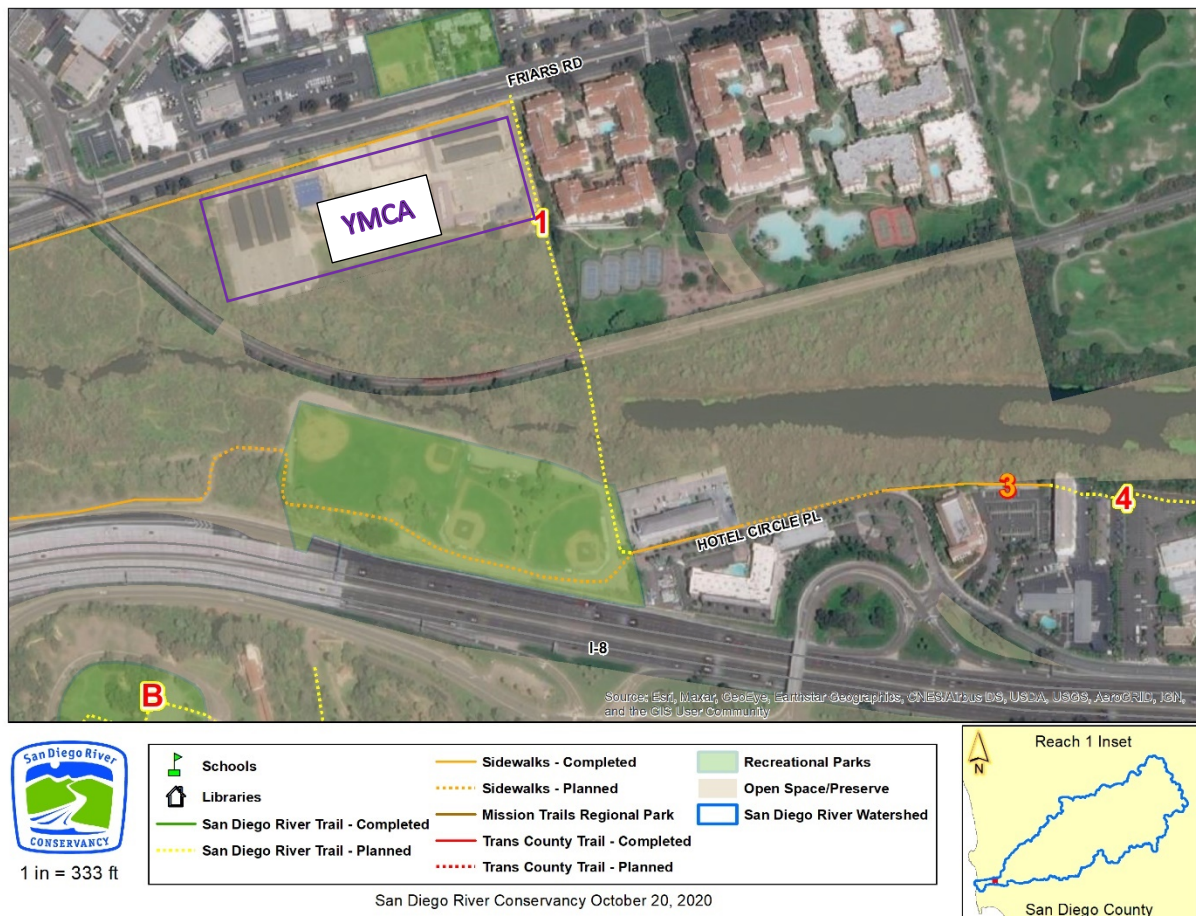 FRIARS RD
YMCA
1
3
4
HOTEL CIRCLE PL
I-8
B
Source: Esri, Maxar, GeoEye, Earthstar Geographics, CNES/Airbus DS, USDA, USGS, AeroGRID, IGN,
and the GIS User Community
San Diego River
CONSERVANCY
1 in = 333 ft
Schools
Libraries
San Diego River Trail - Completed
San Diego River Trail - Planned
Sidewalks - Completed
Sidewalks - Planned
Mission Trails Regional Park
Trans County Trail - Completed
Trans County Trail - Planned
Recreational Parks
Open Space/Preserve
San Diego River Watershed
San Diego River Conservancy October 20, 2020
Reach 1 Inset
N
San Diego County